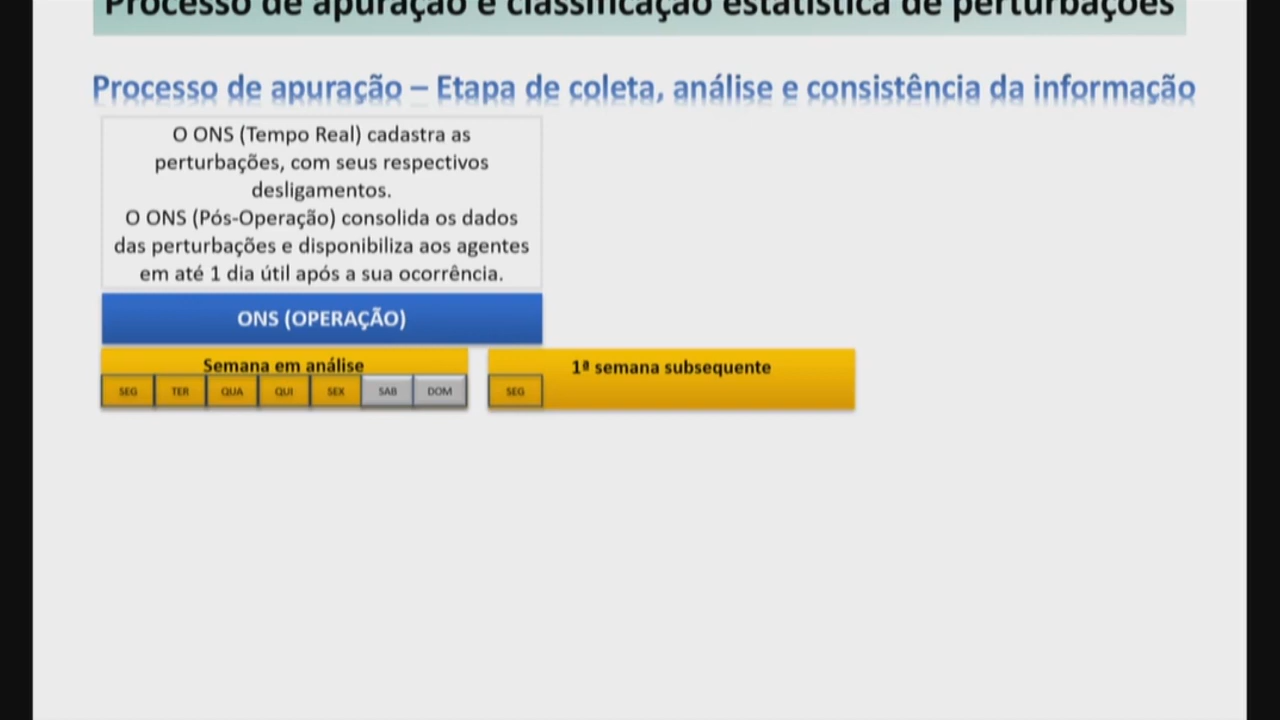 Processo de apuração e classificação estatística de perturbações
Processo de apuração – Etapa de coleta, análise e consistência da informação
O ONS (Tempo Real) cadastra as
perturbações, com seus respectivos
desligamentos.
O ONS (Pós-Operação) consolida os dados
das perturbações e disponibiliza aos agentes
em até 1 dia útil após a sua ocorrência.
ONS (OPERAÇÃO)
Semana em análise
SEG TER QUA QUI SEX SAB DOM
1ª semana subsequente
SEG